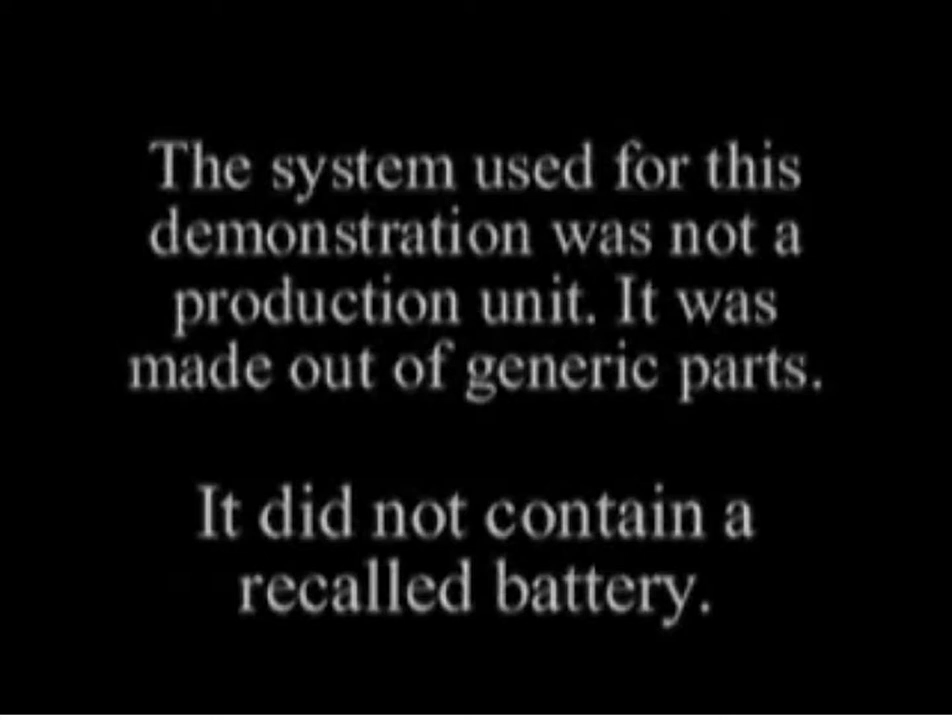 The system used for this
demonstration was not a
production unit. It was
made out of generic parts.
It did not contain a
recalled battery.